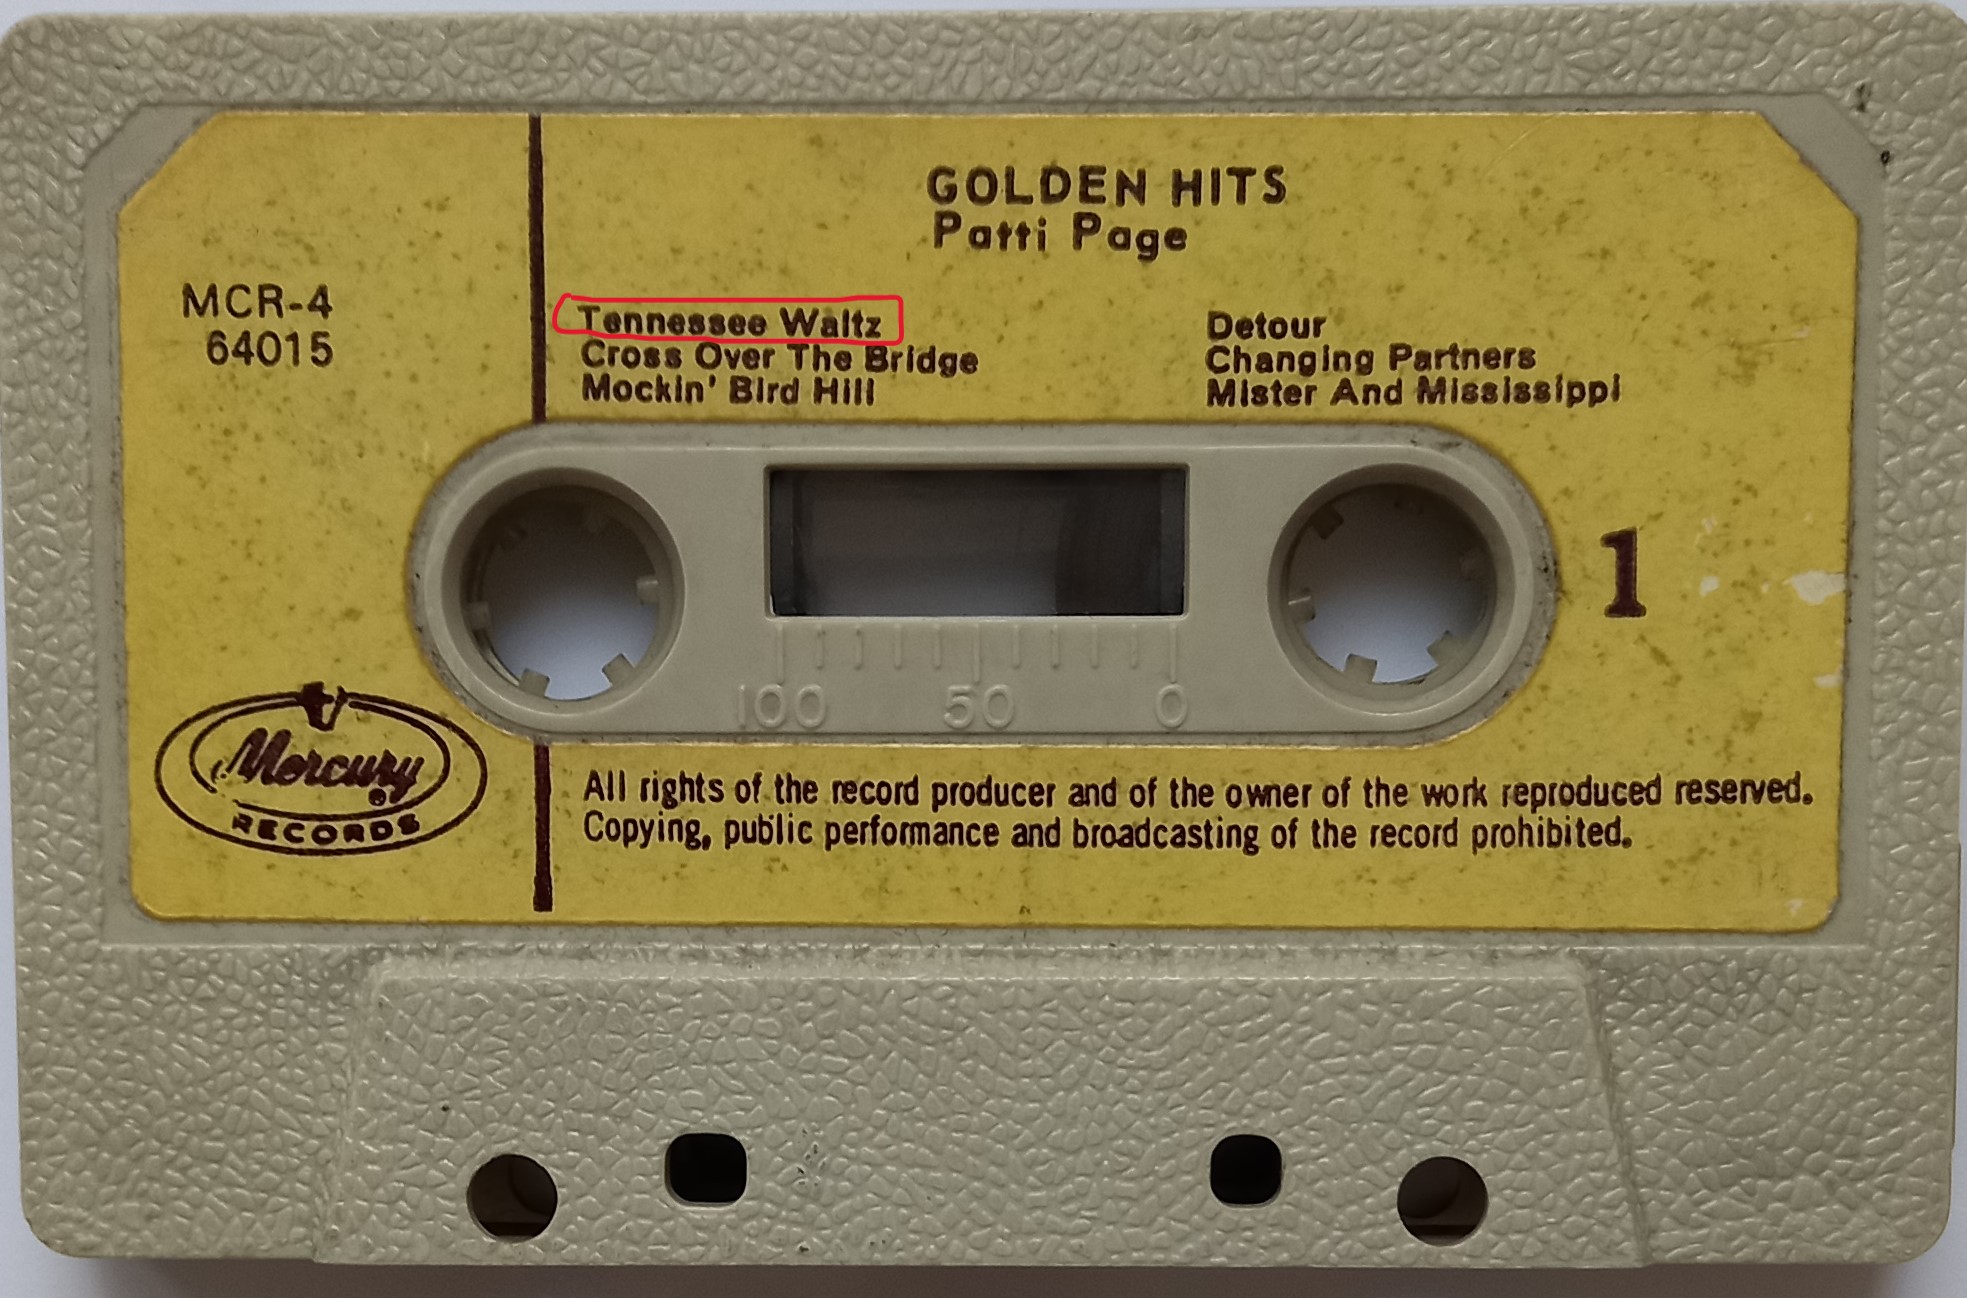 GOLDEN HITS
Patti Page
MCR-4
64015
Tennessee Waltz
Cross Over The Bridge
Mockin' Bird Hill
Detour
Changing Partners
Mister And Mississippi
1
100 50 0
Mercury
®
RECORDS
All rights of the record producer and of the owner of the work reproduced reserved.
Copying, public performance and broadcasting of the record prohibited.